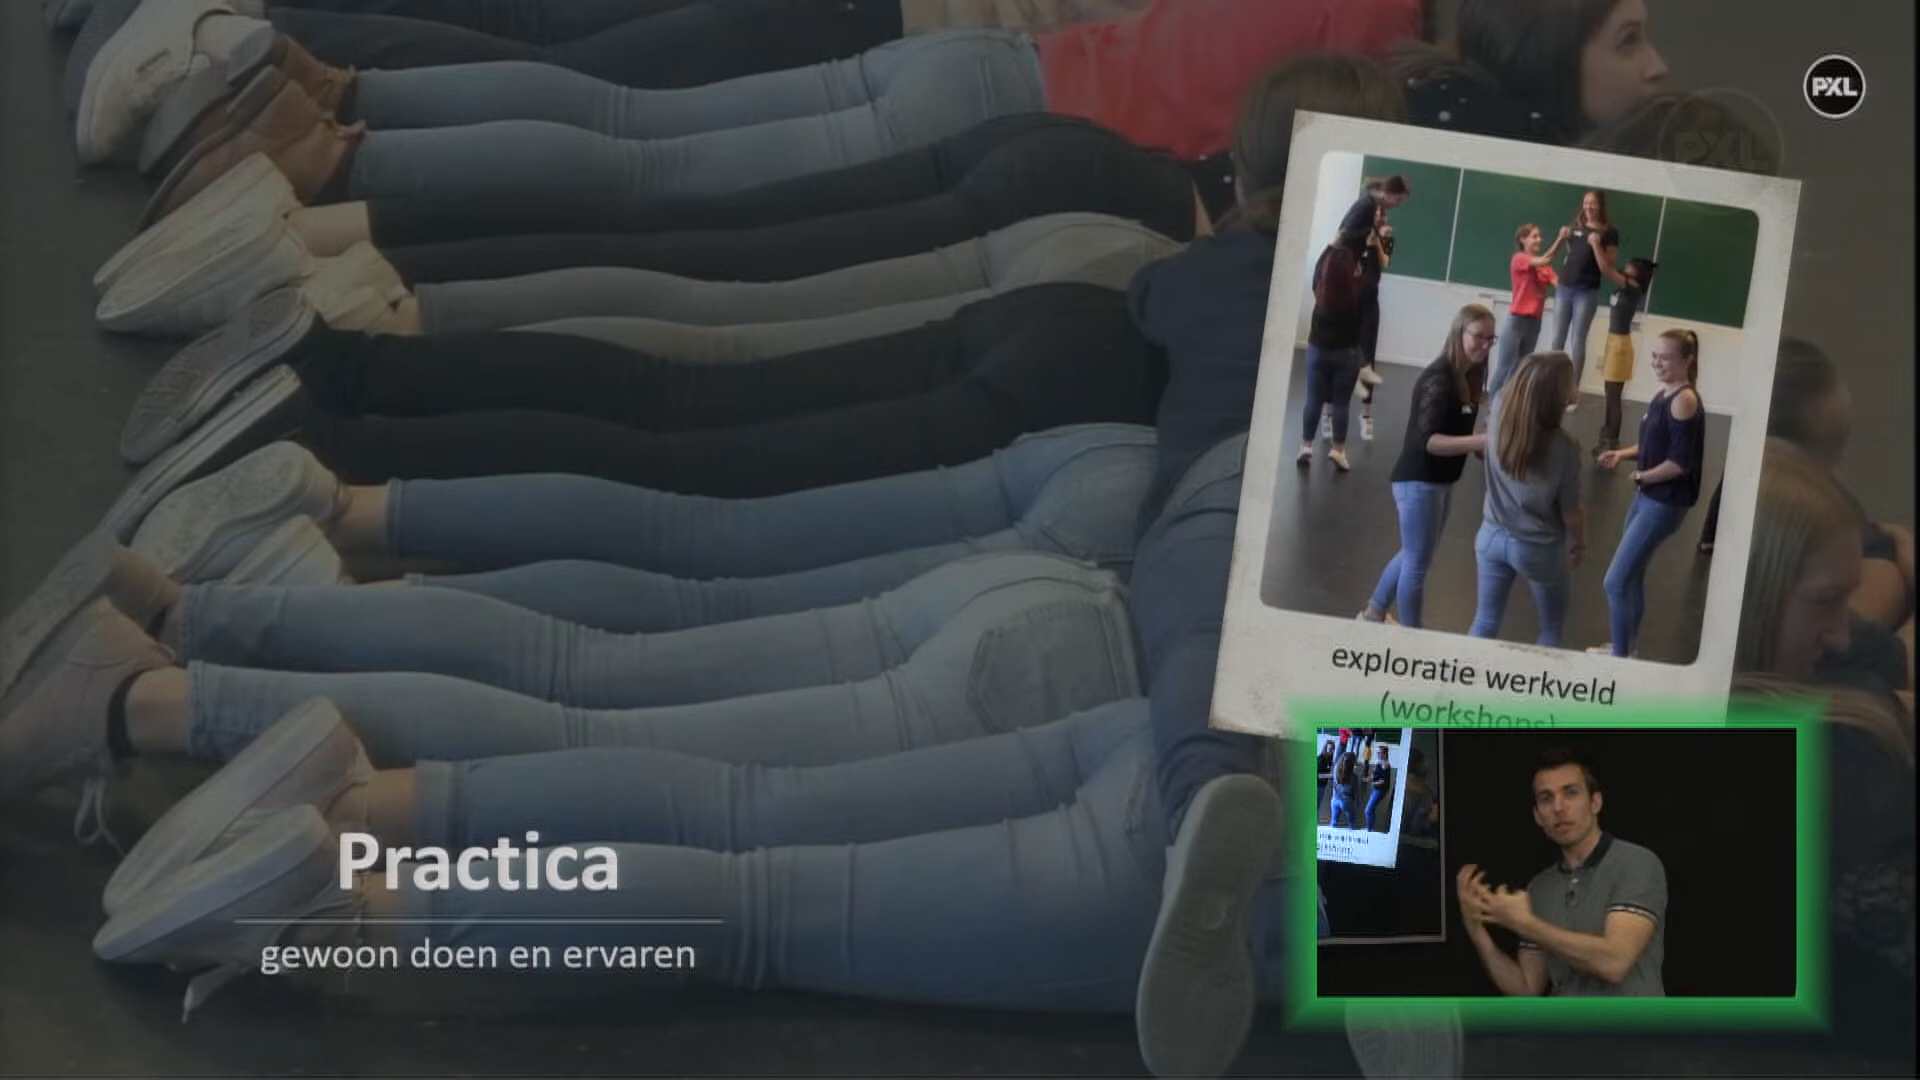 PXL
exploratie werkveld
(workshops)
Practica
gewoon doen en ervaren